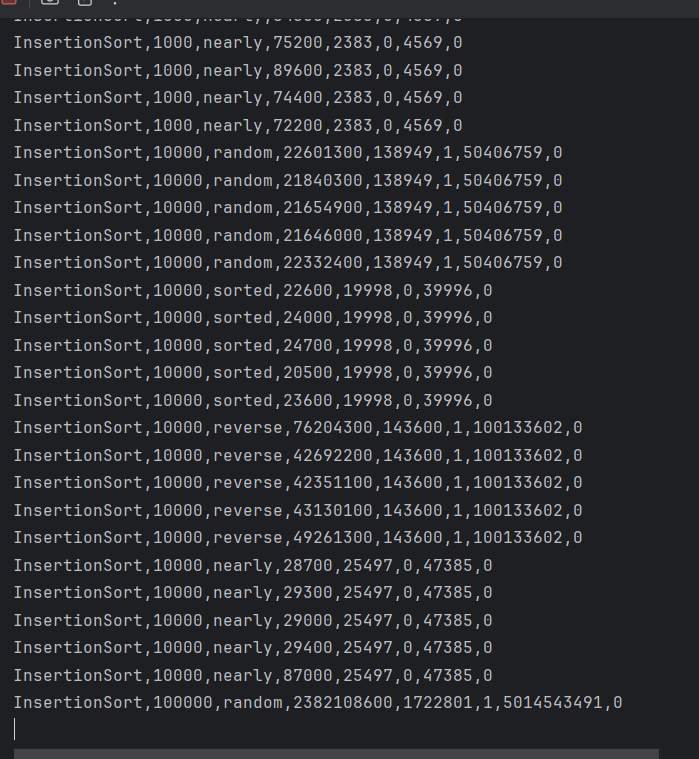 InsertionSort,1000,nearly,75200,2383,0,4569,0
InsertionSort,1000,nearly,89600,2383,0,4569,0
InsertionSort,1000,nearly,74400,2383,0,4569,0
InsertionSort,1000,nearly,72200,2383,0,4569,0
InsertionSort,10000,random,22601300,138949,1,50406759,0
InsertionSort,10000,random,21840300,138949,1,50406759,0
InsertionSort,10000,random,21654900,138949,1,50406759,0
InsertionSort,10000,random,21646000,138949,1,50406759,0
InsertionSort,10000,random,22332400,138949,1,50406759,0
InsertionSort,10000,sorted,22600,19998,0,39996,0
InsertionSort,10000,sorted,24000,19998,0,39996,0
InsertionSort,10000,sorted,24700,19998,0,39996,0
InsertionSort,10000,sorted,20500,19998,0,39996,0
InsertionSort,10000,sorted,23600,19998,0,39996,0
InsertionSort,10000,reverse,76204300,143600,1,100133602,0
InsertionSort,10000,reverse,42692200,143600,1,100133602,0
InsertionSort,10000,reverse,42351100,143600,1,100133602,0
InsertionSort,10000,reverse,43130100,143600,1,100133602,0
InsertionSort,10000,reverse,49261300,143600,1,100133602,0
InsertionSort,10000,nearly,28700,25497,0,47385,0
InsertionSort,10000,nearly,29300,25497,0,47385,0
InsertionSort,10000,nearly,29000,25497,0,47385,0
InsertionSort,10000,nearly,29400,25497,0,47385,0
InsertionSort,10000,nearly,87000,25497,0,47385,0
InsertionSort,100000,random,2382108600,1722801,1,5014543491,0